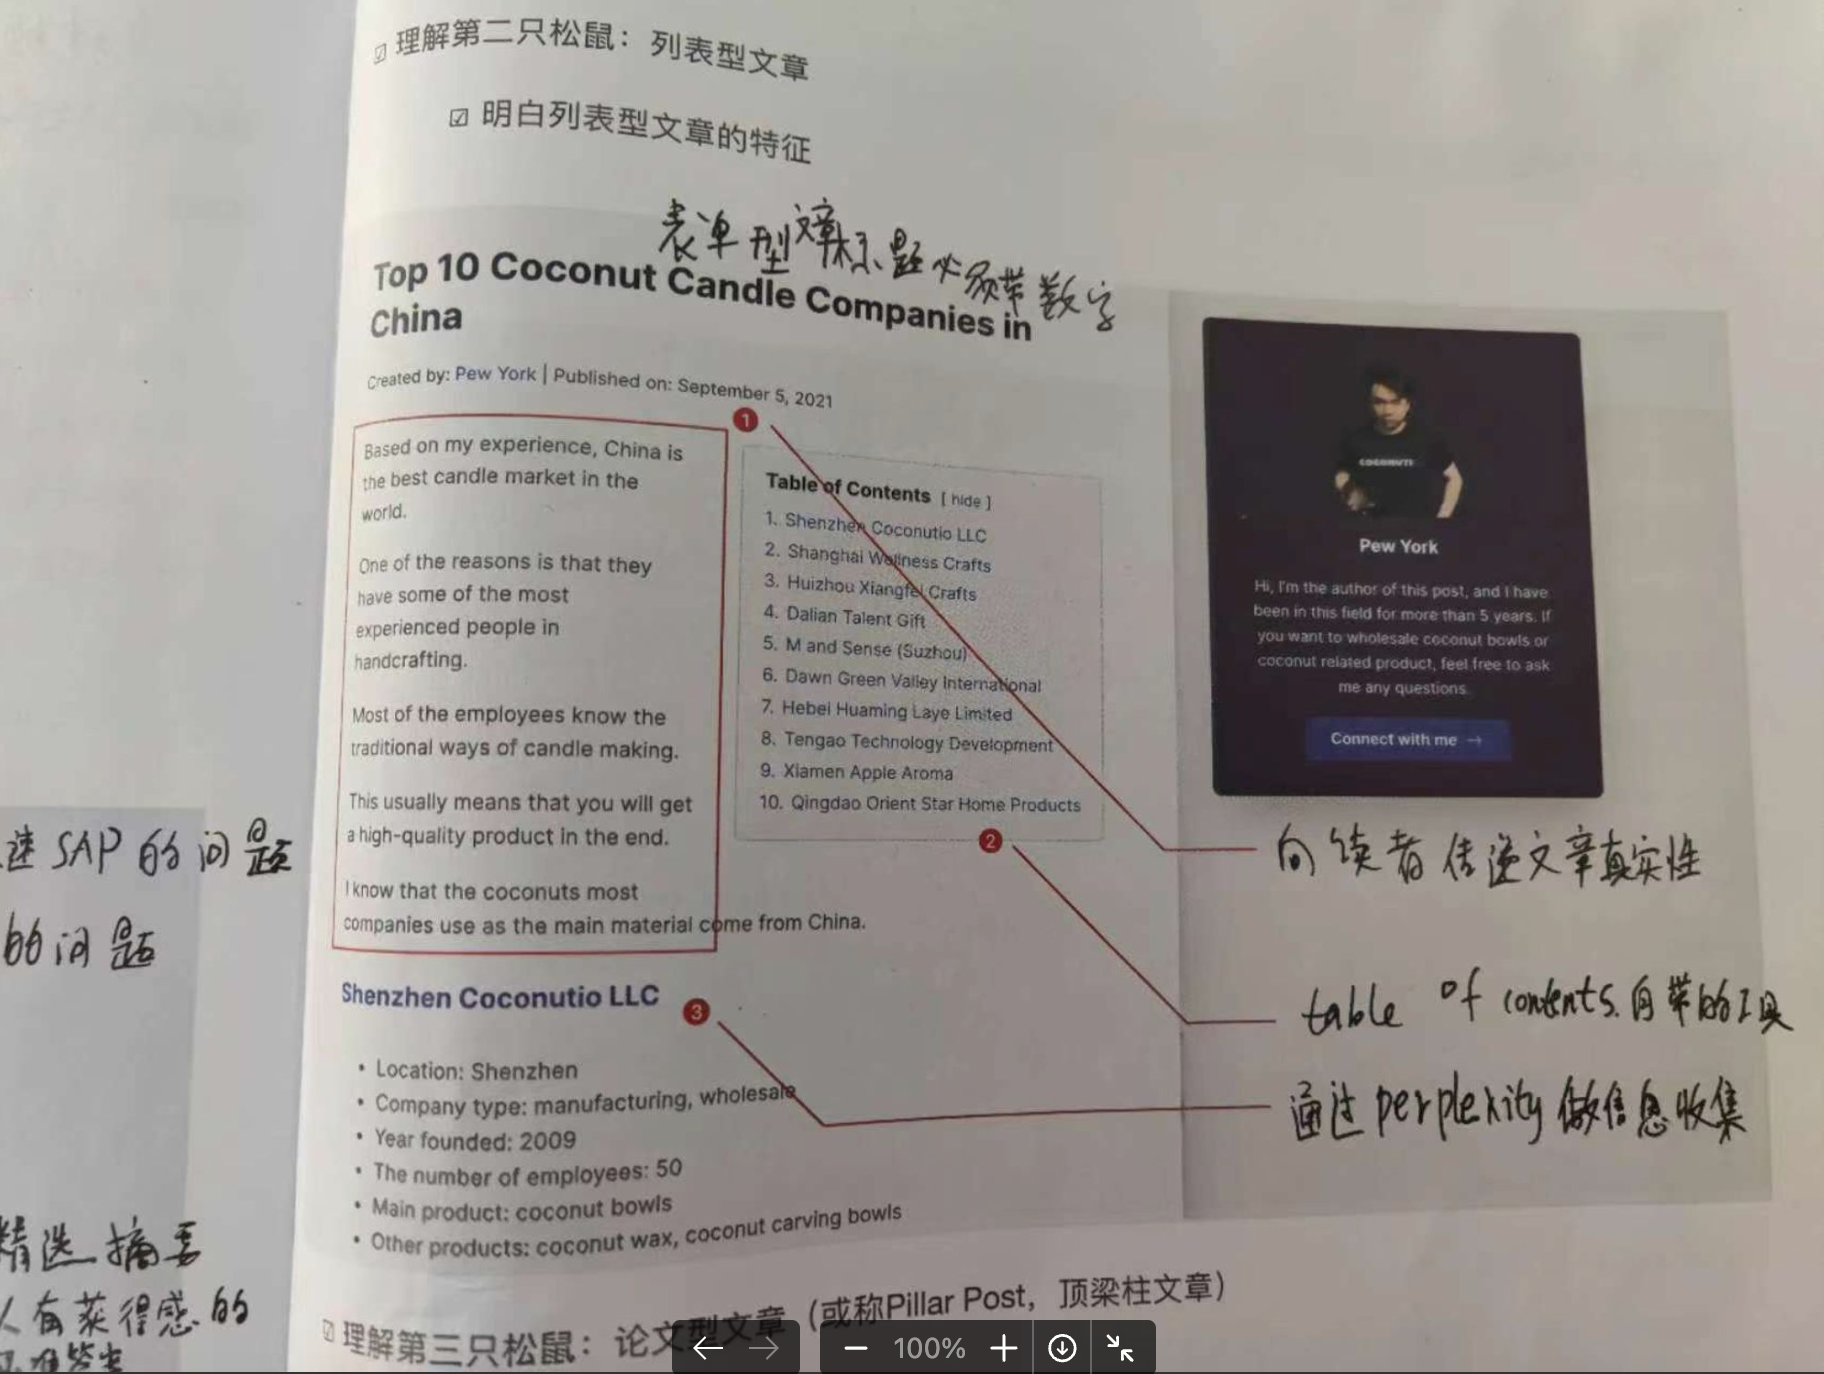 理解第二只松鼠：列表型文章
明白列表型文章的特征
表单型文章标题必须带数字
Top 10 Coconut Candle Companies in
China
Created by: Pew York | Published on: September 5, 2021
1
Based on my experience, China is
the best candle market in the
world.
One of the reasons is that they
have some of the most
experienced people in
handcrafting.
Most of the employees know the
traditional ways of candle making.
This usually means that you will get
a high-quality product in the end.
I know that the coconuts most
companies use as the main material come from China.
Table of Contents [ hide ]
1. Shenzhen Coconutio LLC
2. Shanghai Wellness Crafts
3. Huizhou Xiangfei Crafts
4. Dalian Talent Gift
5. M and Sense (Suzhou)
6. Dawn Green Valley International
7. Hebei Huaming Laye Limited
8. Tengao Technology Development
9. Xiamen Apple Aroma
10. Qingdao Orient Star Home Products
2
COCONUTI
Pew York
Hi, I'm the author of this post, and I have
been in this field for more than 5 years. If
you want to wholesale coconut bowls or
coconut related product, feel free to ask
me any questions.
Connect with me →
向读者传递文章真实性
table of contents.自带的工具
通过perplexity做信息收集
Shenzhen Coconutio LLC
3
• Location: Shenzhen
• Company type: manufacturing, wholesale
• Year founded: 2009
• The number of employees: 50
• Main product: coconut bowls
• Other products: coconut wax, coconut carving bowls
理解第三只松鼠：论文型文章（或称Pillar Post，顶梁柱文章）
SAP的问题
的问题
精选摘要
人有获得感的
100%